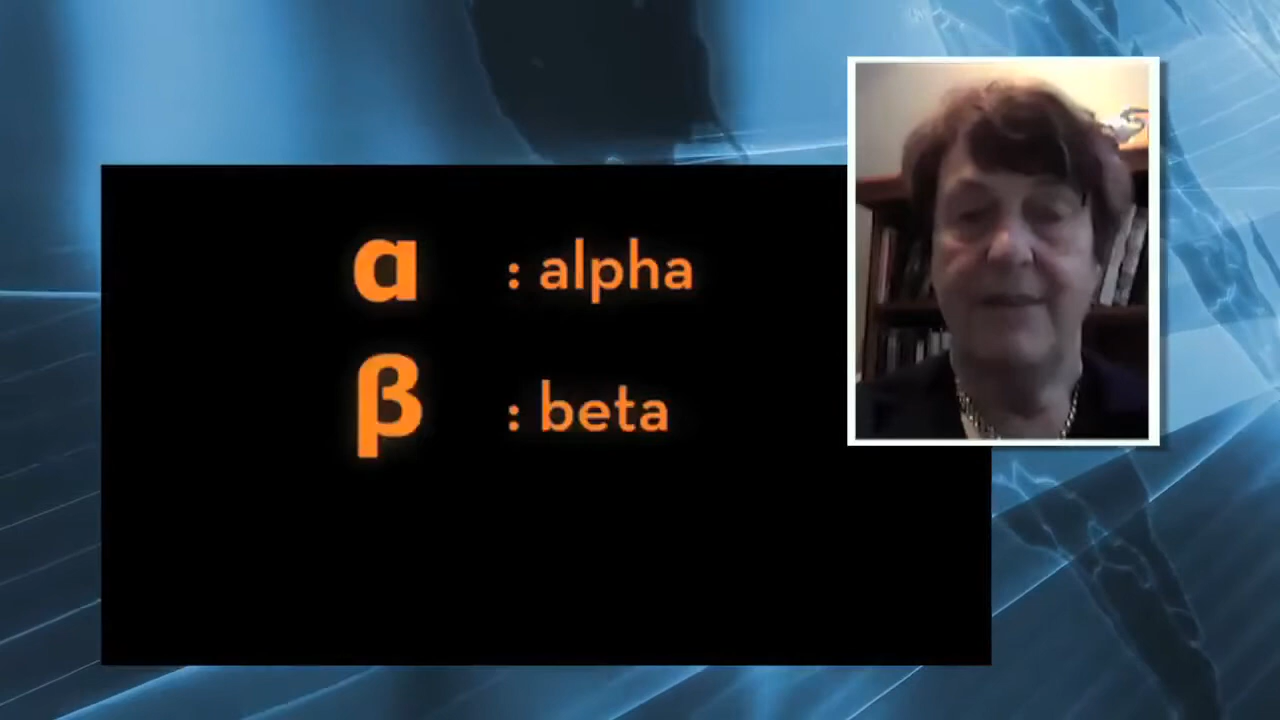 α : alpha
β : beta